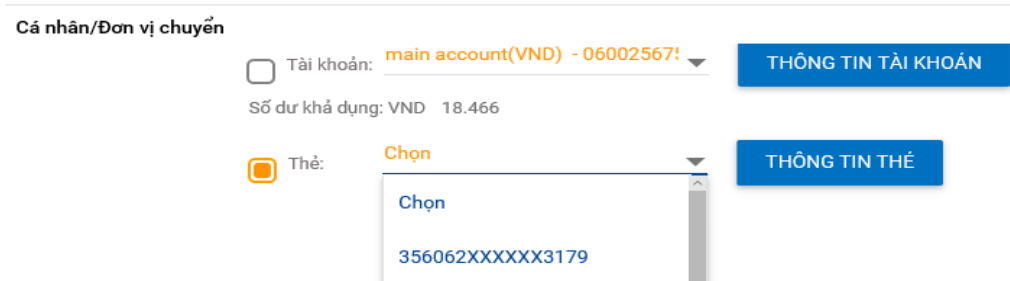 Cá nhân/Đơn vị chuyển
Tài khoản: main account(VND) - 06002567
THÔNG TIN TÀI KHOẢN
Số dư khả dụng: VND 18.466
Thẻ: Chọn
THÔNG TIN THẺ
Chọn
356062XXXXXX3179